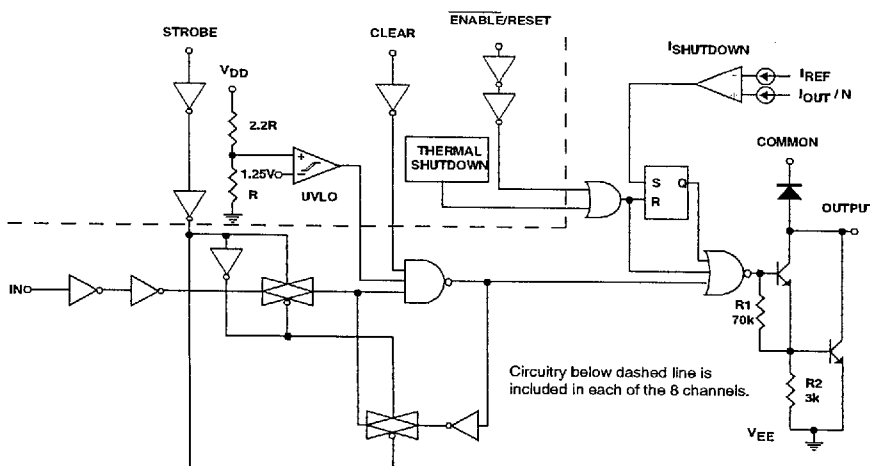 STROBE
CLEAR
ENABLE/RESET
VDD
2.2R
1.25V
R
UVLO
THERMAL
SHUTDOWN
ISHUTDOWN
IREF
IOUT / N
COMMON
S Q
R
OUTPUT
IN
R1
70k
R2
3k
VEE
Circuitry below dashed line is
included in each of the 8 channels.